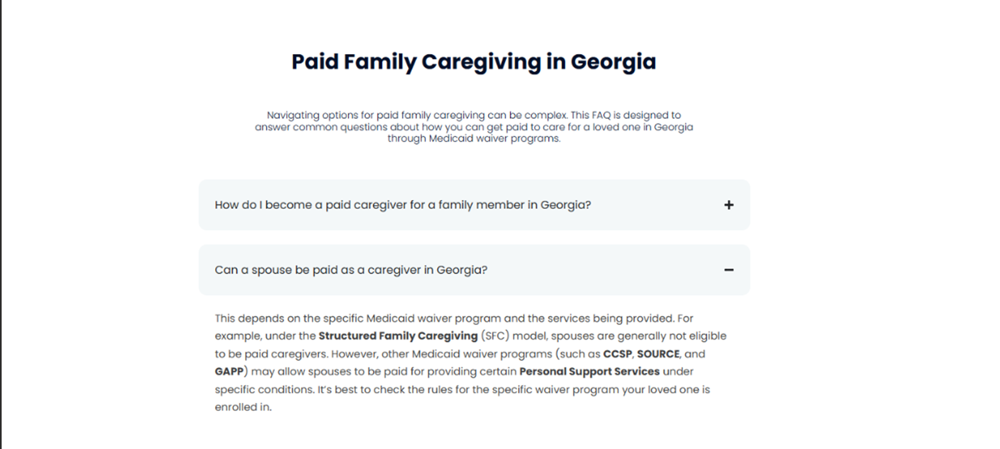 Paid Family Caregiving in Georgia
Navigating options for paid family caregiving can be complex. This FAQ is designed to
answer common questions about how you can get paid to care for a loved one in Georgia
through Medicaid waiver programs.
How do I become a paid caregiver for a family member in Georgia?
Can a spouse be paid as a caregiver in Georgia?
This depends on the specific Medicaid waiver program and the services being provided. For
example, under the Structured Family Caregiving (SFC) model, spouses are generally not eligible
to be paid caregivers. However, other Medicaid waiver programs (such as CCSP, SOURCE, and
GAPP) may allow spouses to be paid for providing certain Personal Support Services under
specific conditions. It's best to check the rules for the specific waiver program your loved one is
enrolled in.